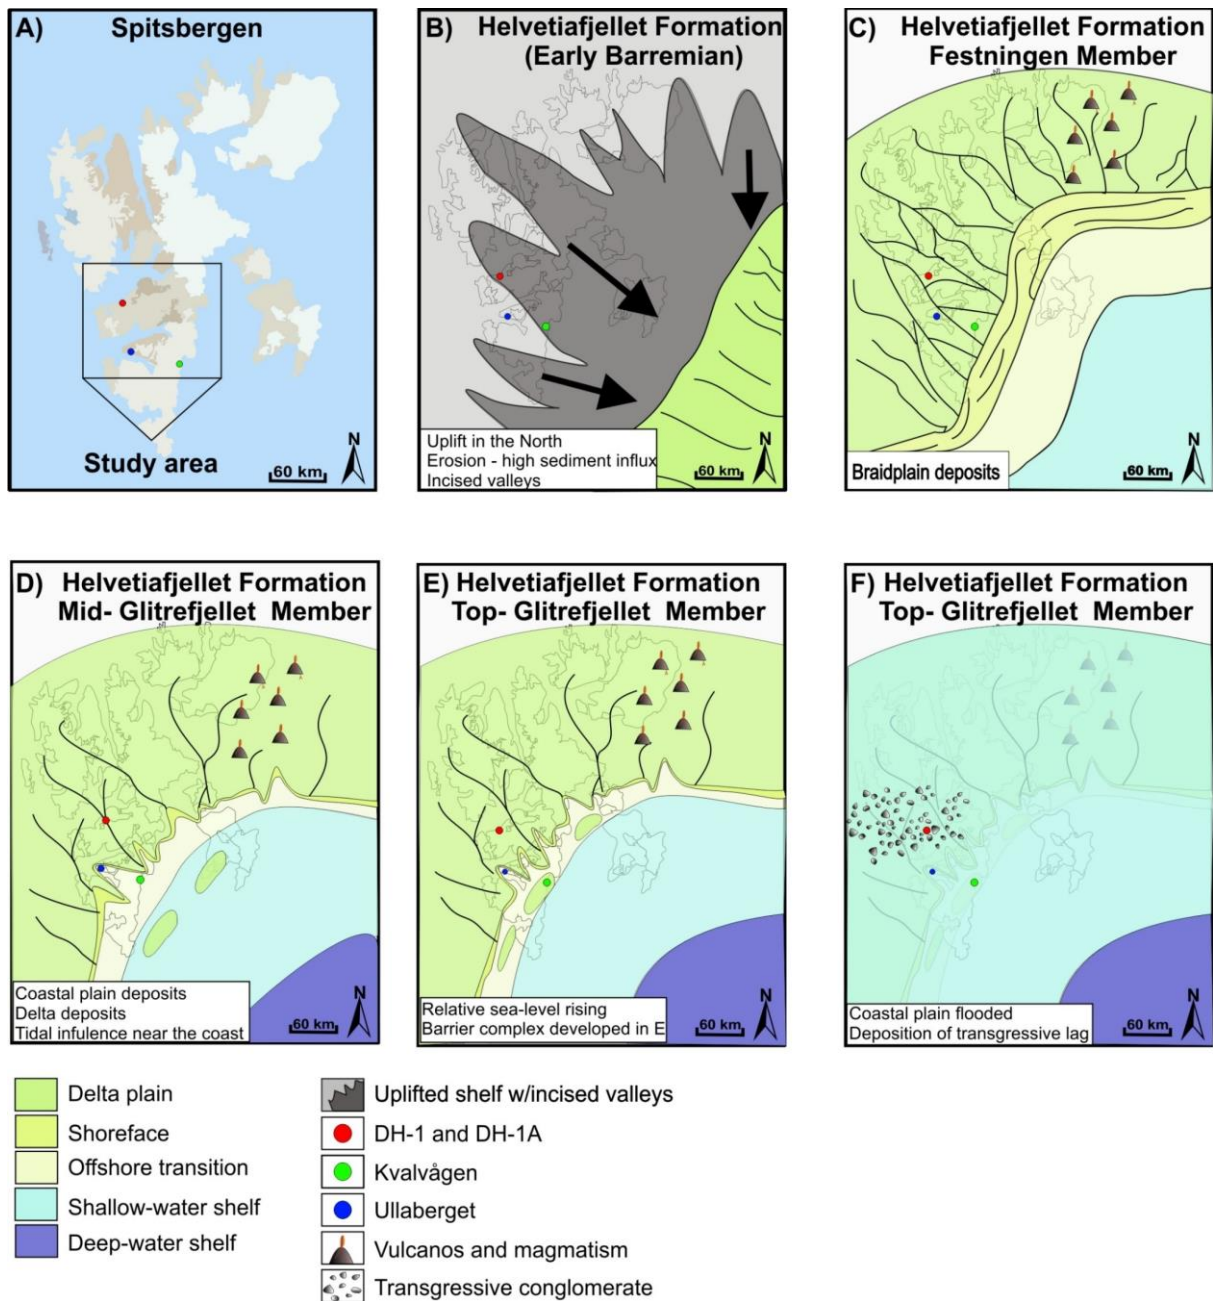 A) Spitsbergen
Study area
60 km
N
B) Helvetiafjellet Formation
(Early Barremian)
Uplift in the North
Erosion - high sediment influx
Incised valleys
60 km
N
C) Helvetiafjellet Formation
Festningen Member
Braidplain deposits
60 km
N
D) Helvetiafjellet Formation
Mid- Glitrefjellet Member
Coastal plain deposits
Delta deposits
Tidal infulence near the coast
60 km
N
E) Helvetiafjellet Formation
Top- Glitrefjellet Member
Relative sea-level rising
Barrier complex developed in E
60 km
N
F) Helvetiafjellet Formation
Top- Glitrefjellet Member
Coastal plain flooded
Deposition of transgressive lag
60 km
N
Delta plain
Shoreface
Offshore transition
Shallow-water shelf
Deep-water shelf
Uplifted shelf w/incised valleys
DH-1 and DH-1A
Kvalvågen
Ullaberget
Vulcanos and magmatism
Transgressive conglomerate